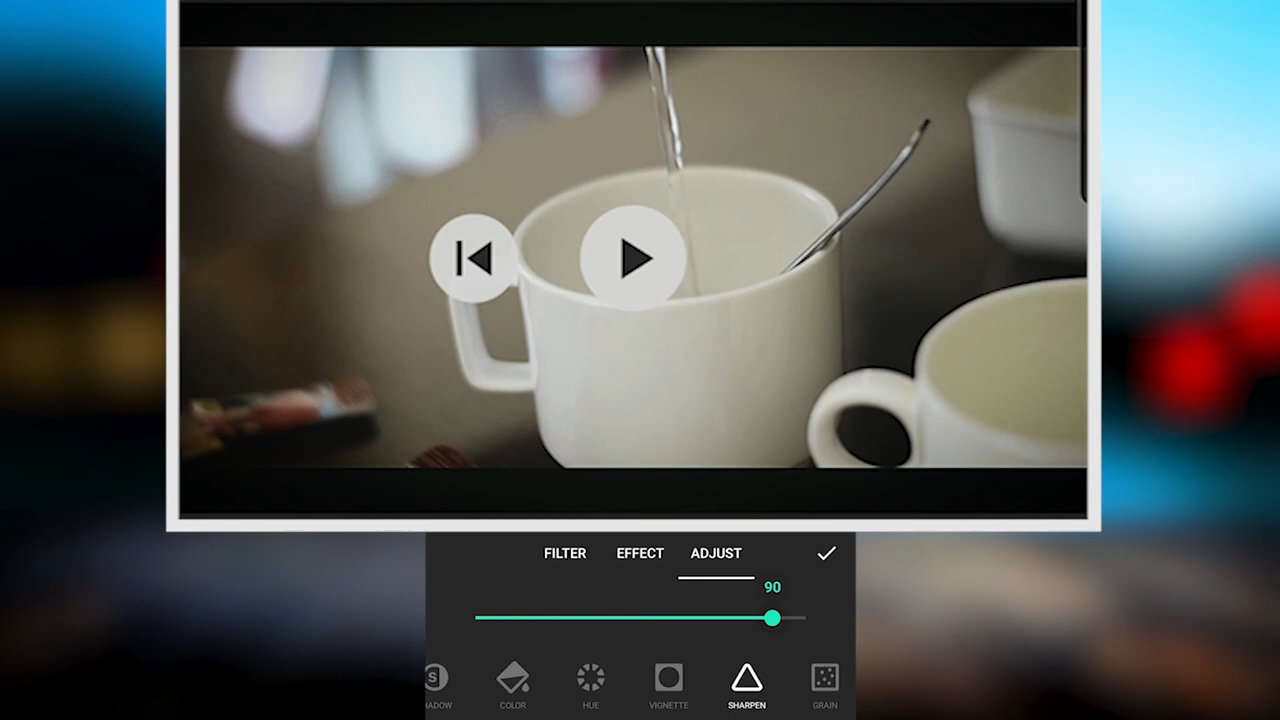 FILTER EFFECT ADJUST
90
S
HADOW COLOR HUE VIGNETTE SHARPEN GRAIN